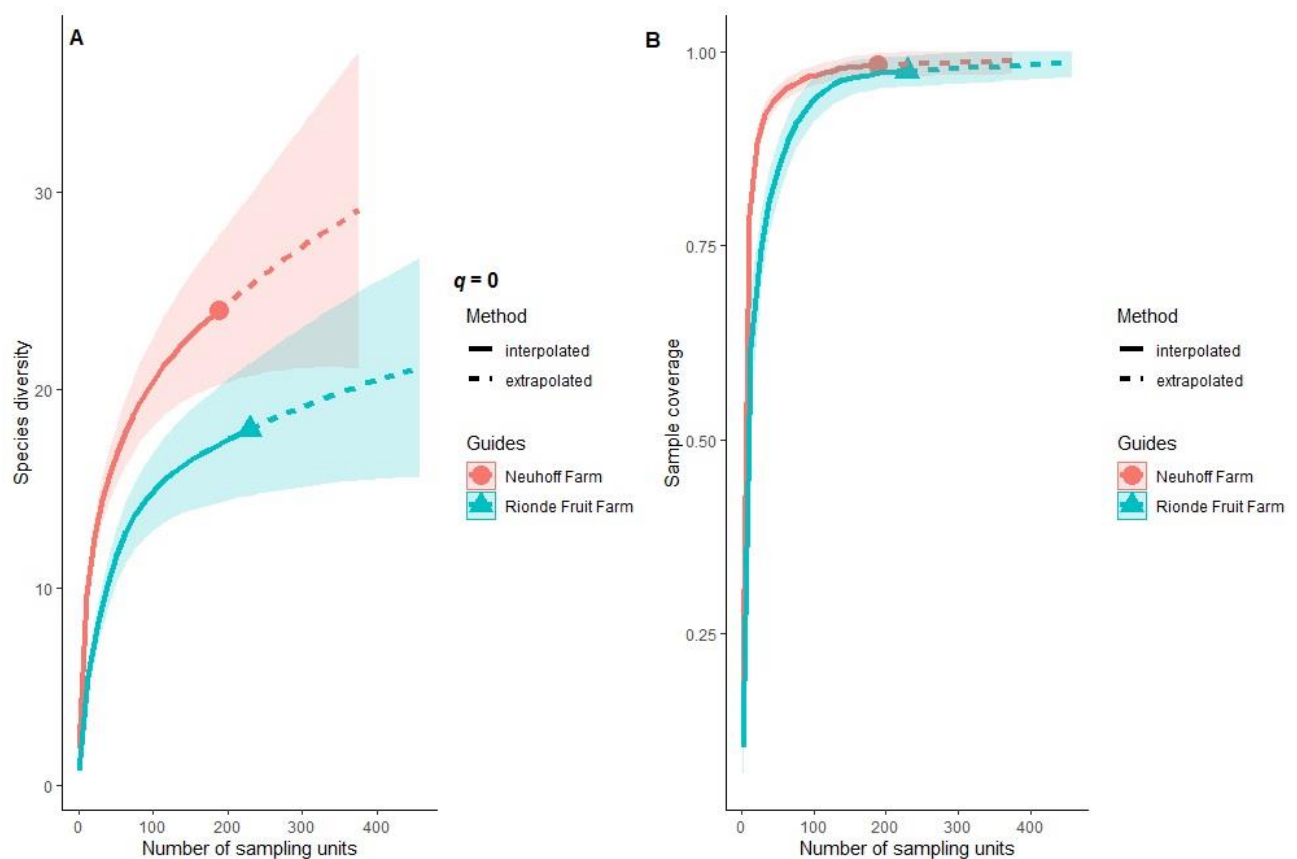 A
30
20
10
0
Species diversity
0 100 200 300 400
Number of sampling units
q = 0
Method
interpolated
extrapolated
Guides
Neuhoff Farm
Rionde Fruit Farm
B
1.00
0.75
0.50
0.25
Sample coverage
0 100 200 300 400
Number of sampling units
Method
interpolated
extrapolated
Guides
Neuhoff Farm
Rionde Fruit Farm